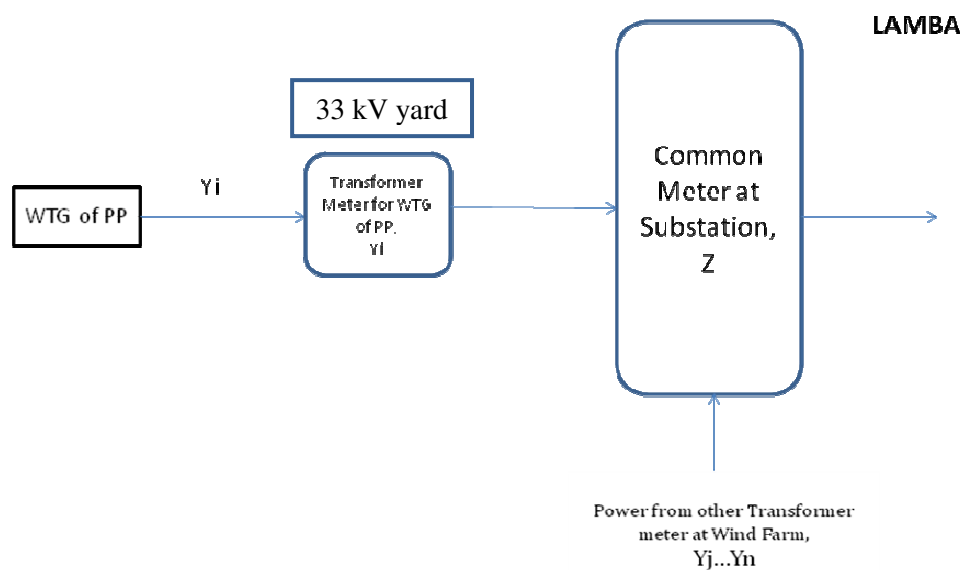 LAMBA
33 kV yard
WTG of PP
Yi
Transformer
Meter for WTG
of PP,
Yi
Common
Meter at
Substation,
Z
Power from other Transformer
meter at Wind Farm,
Yj...Yn